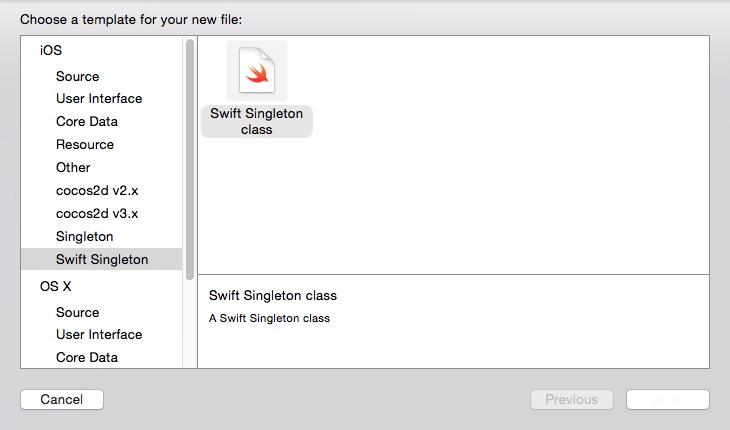 Choose a template for your new file:
iOS
Source
User Interface
Core Data
Resource
Other
cocos2d v2.x
cocos2d v3.x
Singleton
Swift Singleton
OS X
Source
User Interface
Core Data
Swift Singleton
class
Swift Singleton class
A Swift Singleton class
Cancel
Previous